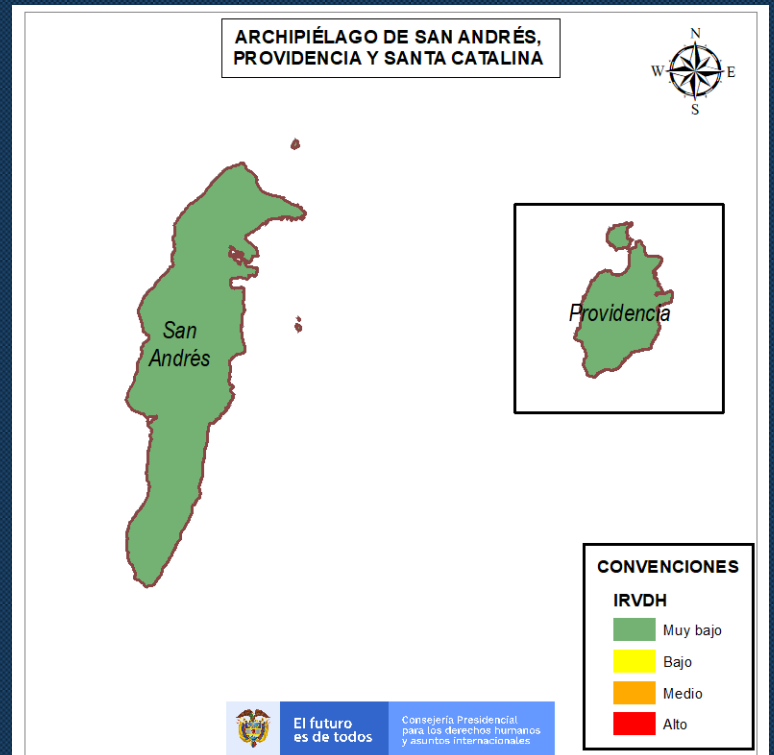 ARCHIPIÉLAGO DE SAN ANDRÉS,
PROVIDENCIA Y SANTA CATALINA
N
W
E
S
San
Andrés
Providencia
CONVENCIONES
IRVDH
Muy bajo
Bajo
Medio
Alto
El futuro
es de todos
Consejería Presidencial
para los derechos humanos
y asuntos internacionales